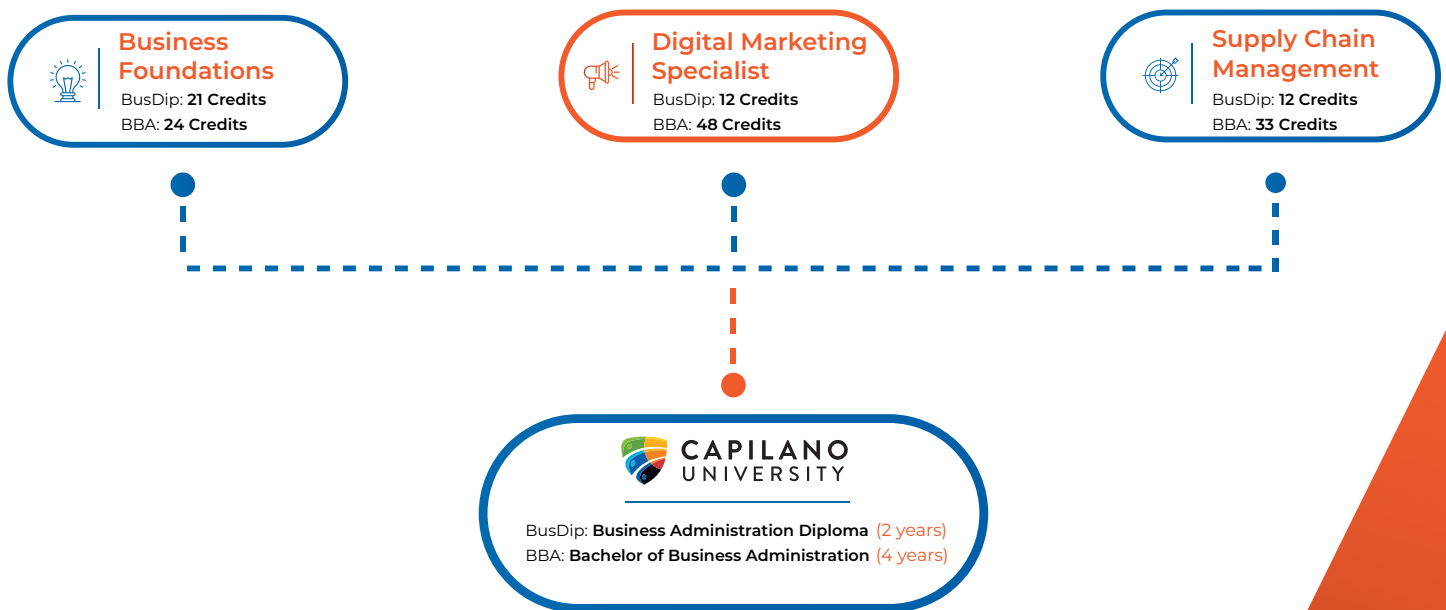 Business
Foundations
BusDip: 21 Credits
BBA: 24 Credits
Digital Marketing
Specialist
BusDip: 12 Credits
BBA: 48 Credits
Supply Chain
Management
BusDip: 12 Credits
BBA: 33 Credits
CAPILANO
UNIVERSITY
BusDip: Business Administration Diploma (2 years)
BBA: Bachelor of Business Administration (4 years)